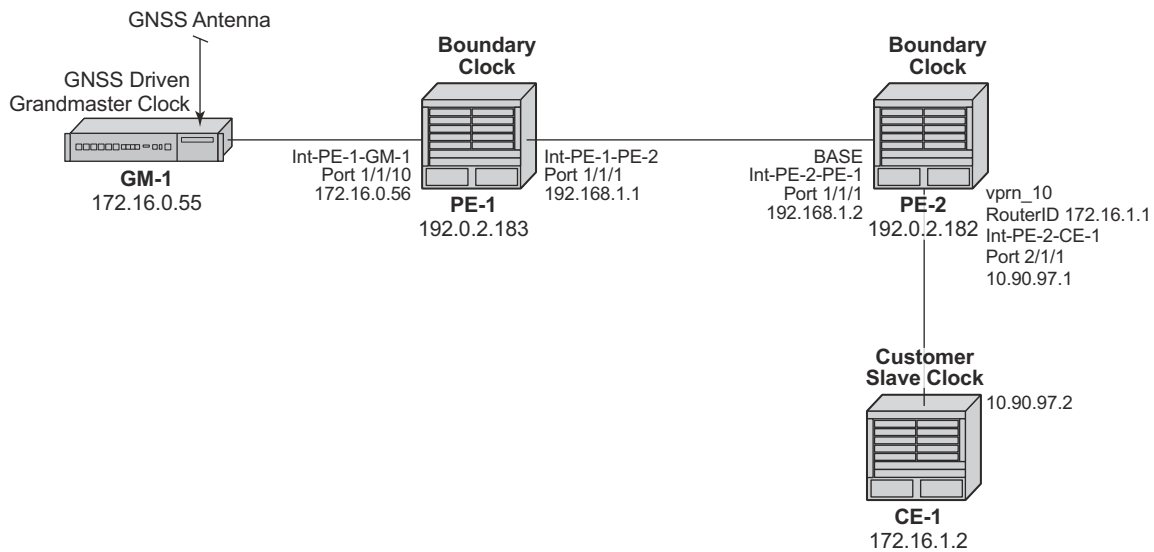 GNSS Antenna
GNSS Driven
Grandmaster Clock
GM-1
172.16.0.55
Boundary
Clock
Int-PE-1-GM-1
Port 1/1/10
172.16.0.56
Int-PE-1-PE-2
Port 1/1/1
192.168.1.1
PE-1
192.0.2.183
Boundary
Clock
BASE
Int-PE-2-PE-1
Port 1/1/1
192.168.1.2
PE-2
192.0.2.182
vprn_10
RouterID 172.16.1.1
Int-PE-2-CE-1
Port 2/1/1
10.90.97.1
Customer
Slave Clock
10.90.97.2
CE-1
172.16.1.2